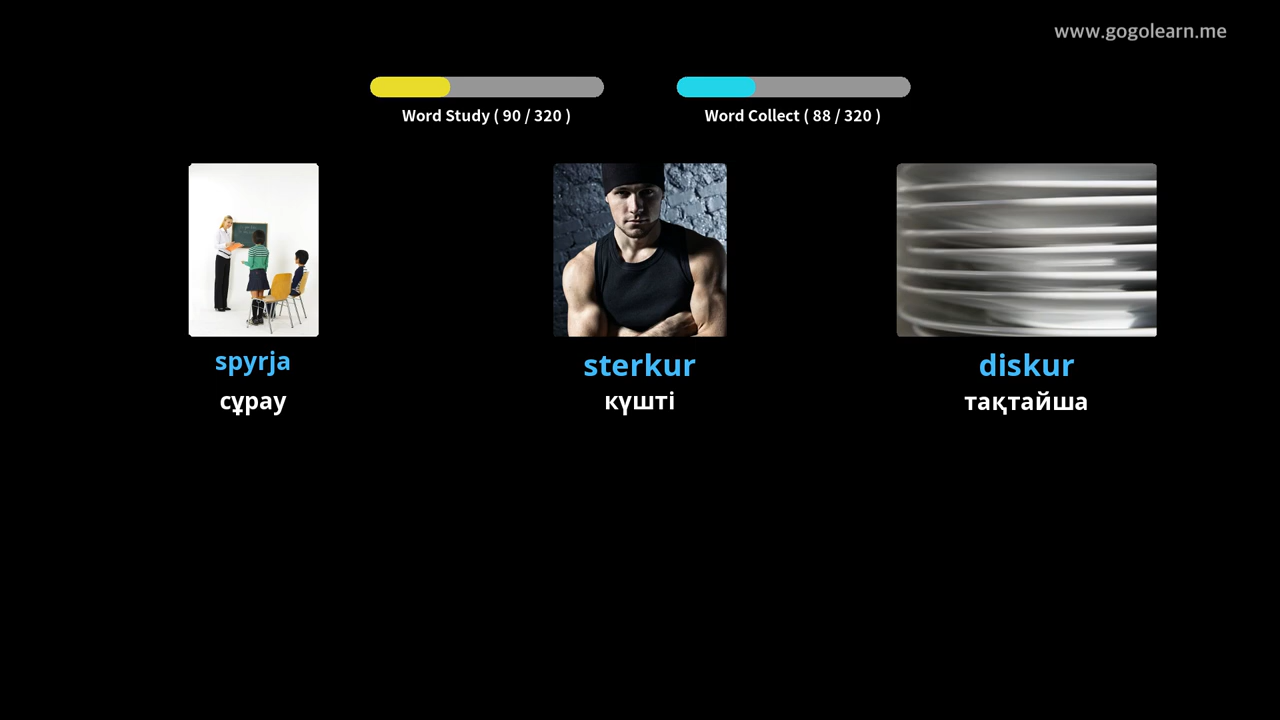 www.gogolearn.me
Word Study ( 90 / 320 )
Word Collect ( 88 / 320 )
spyrja
sterkur
diskur
сұрау
күшті
тақтайша